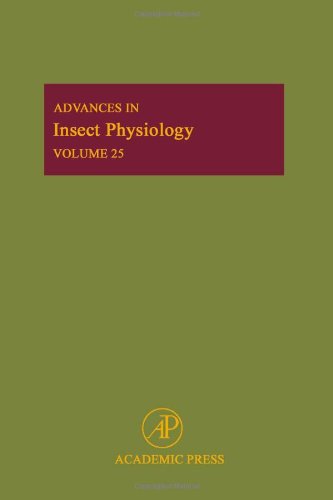 ADVANCES IN
Insect Physiology
VOLUME 25
AP
ACADEMIC PRESS